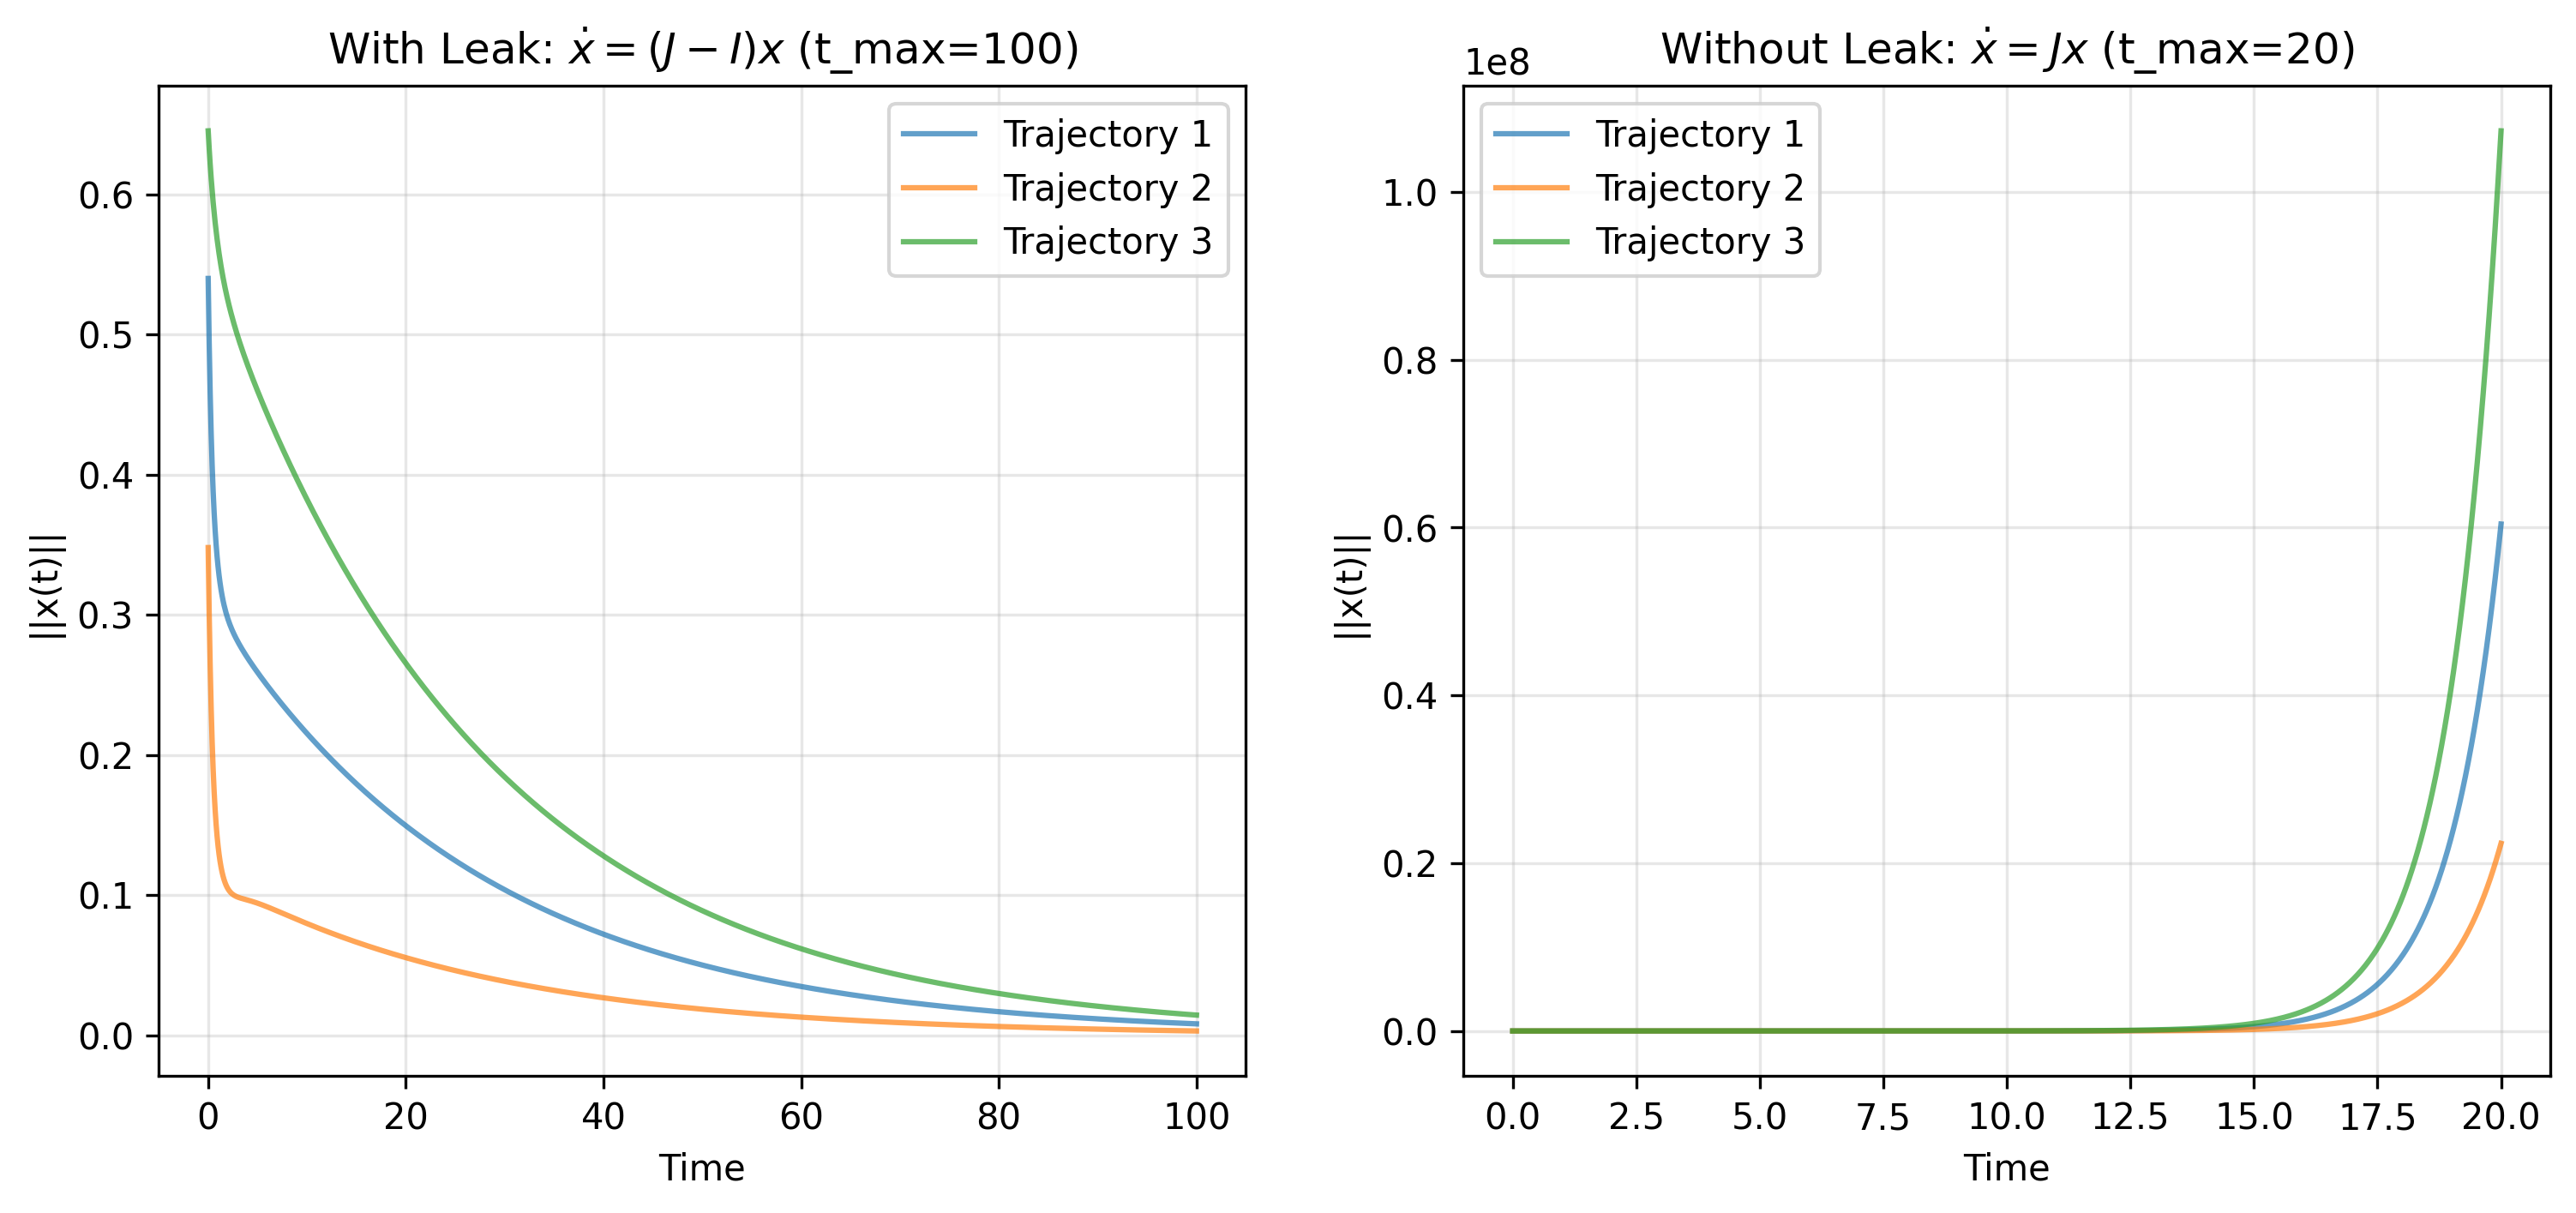 With Leak: ẋ = (J − I)x (t_max=100)
||x(t)||
0.6
0.5
0.4
0.3
0.2
0.1
0.0
Trajectory 1
Trajectory 2
Trajectory 3
0 20 40 60 80 100
Time
Without Leak: ẋ = Jx (t_max=20)
1e8
||x(t)||
1.0
0.8
0.6
0.4
0.2
0.0
Trajectory 1
Trajectory 2
Trajectory 3
0.0 2.5 5.0 7.5 10.0 12.5 15.0 17.5 20.0
Time